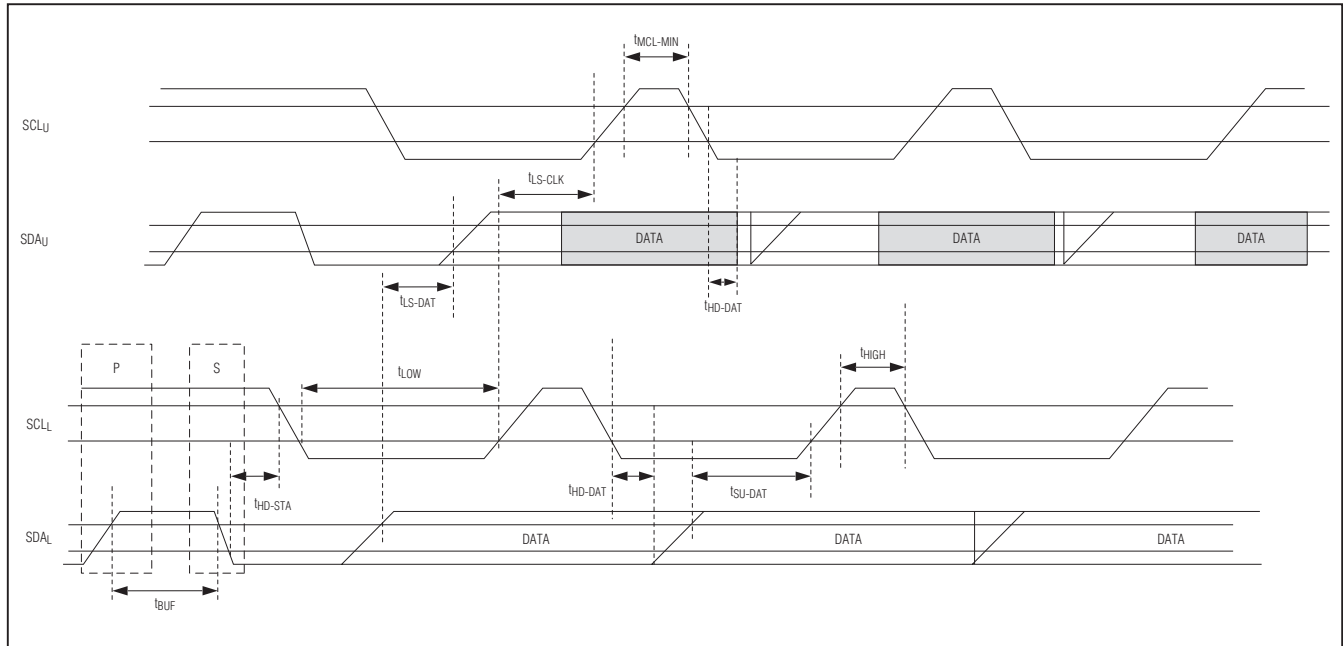 tMCL-MIN
SCLU
tLS-CLK
SDAU
DATA
DATA
DATA
tLS-DAT
tHD-DAT
P
S
tLOW
tHIGH
SCLL
tHD-STA
tHD-DAT
tSU-DAT
SDAL
DATA
DATA
DATA
tBUF